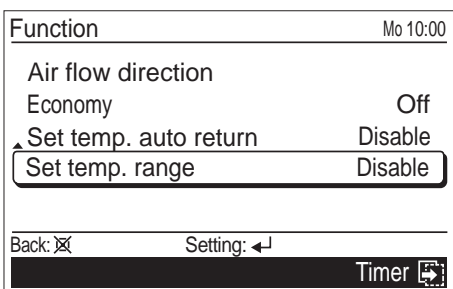 Function Mo 10:00
Air flow direction
Economy Off
Set temp. auto return Disable
Set temp. range Disable
Back: Setting:
Timer